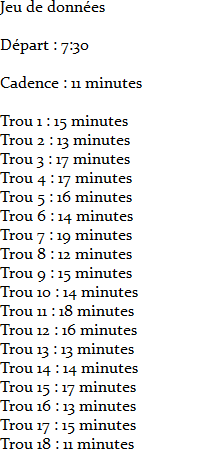 Jeu de données
Départ : 7:30
Cadence : 11 minutes
Trou 1 : 15 minutes
Trou 2 : 13 minutes
Trou 3 : 17 minutes
Trou 4 : 17 minutes
Trou 5 : 16 minutes
Trou 6 : 14 minutes
Trou 7 : 19 minutes
Trou 8 : 12 minutes
Trou 9 : 15 minutes
Trou 10 : 14 minutes
Trou 11 : 18 minutes
Trou 12 : 16 minutes
Trou 13 : 13 minutes
Trou 14 : 14 minutes
Trou 15 : 17 minutes
Trou 16 : 13 minutes
Trou 17 : 15 minutes
Trou 18 : 11 minutes